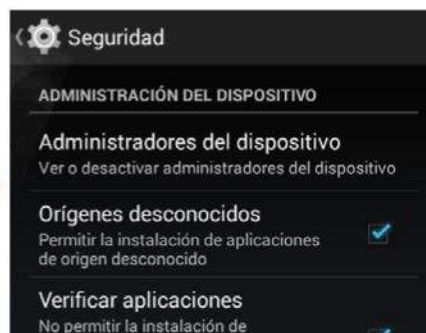 Seguridad
ADMINISTRACIÓN DEL DISPOSITIVO
Administradores del dispositivo
Ver o desactivar administradores del dispositivo
Orígenes desconocidos
Permitir la instalación de aplicaciones
de origen desconocido
Verificar aplicaciones
No permitir la instalación de